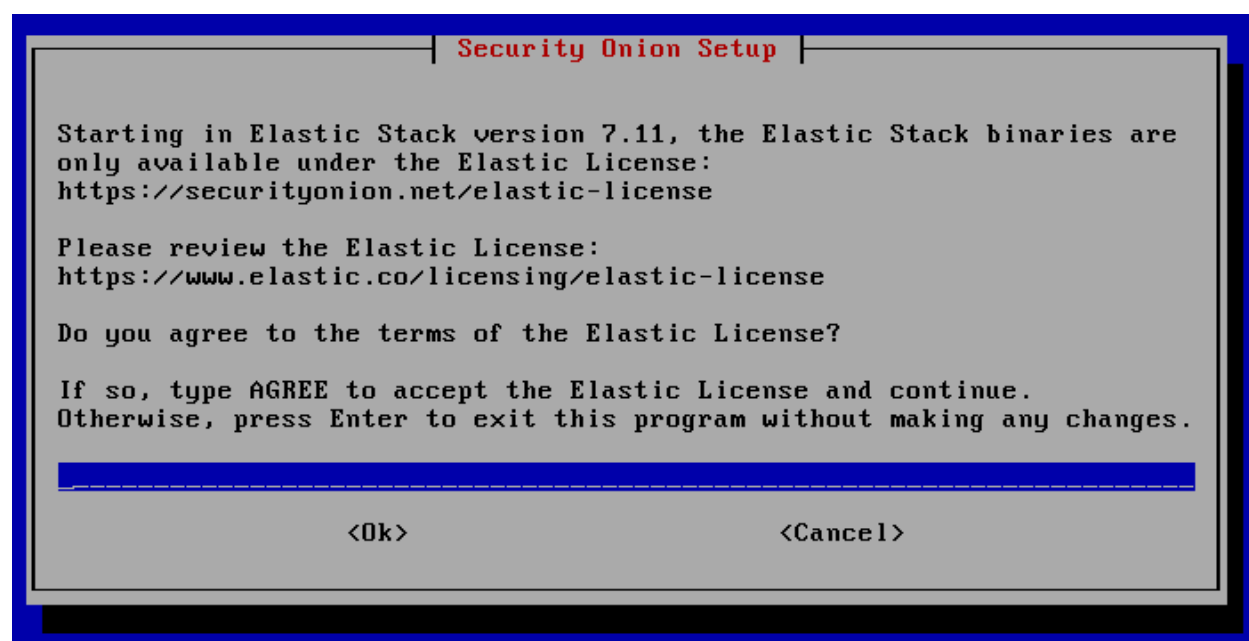 Security Onion Setup
Starting in Elastic Stack version 7.11, the Elastic Stack binaries are
only available under the Elastic License:
https://securityonion.net/elastic-license
Please review the Elastic License:
https://www.elastic.co/licensing/elastic-license
Do you agree to the terms of the Elastic License?
If so, type AGREE to accept the Elastic License and continue.
Otherwise, press Enter to exit this program without making any changes.
<Ok> <Cancel>